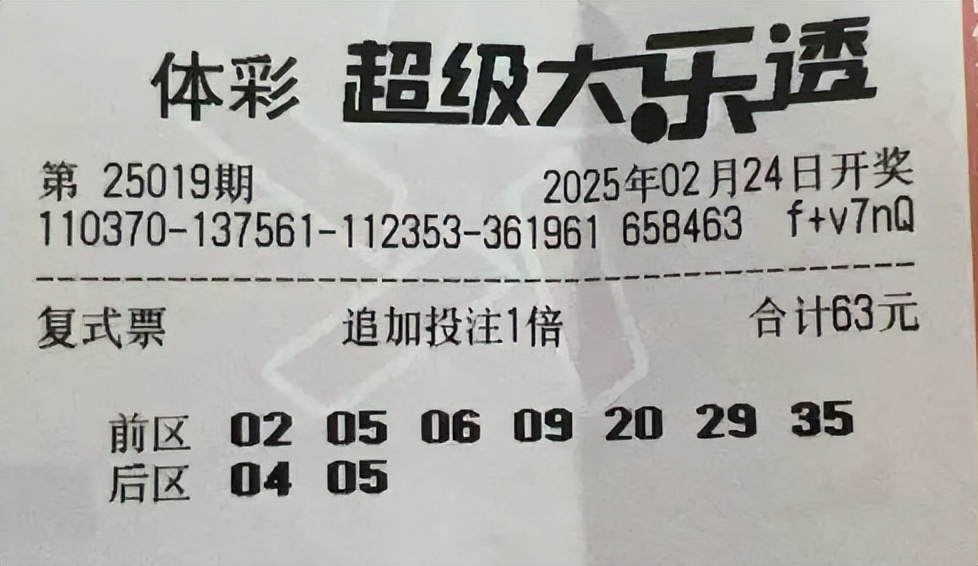 体彩 超级大乐透
第 25019期 2025年02月24日开奖
110370-137561-112353-361961 658463 f+v7nQ
复式票 追加投注1倍 合计63元
前区 02 05 06 09 20 29 35
后区 04 05